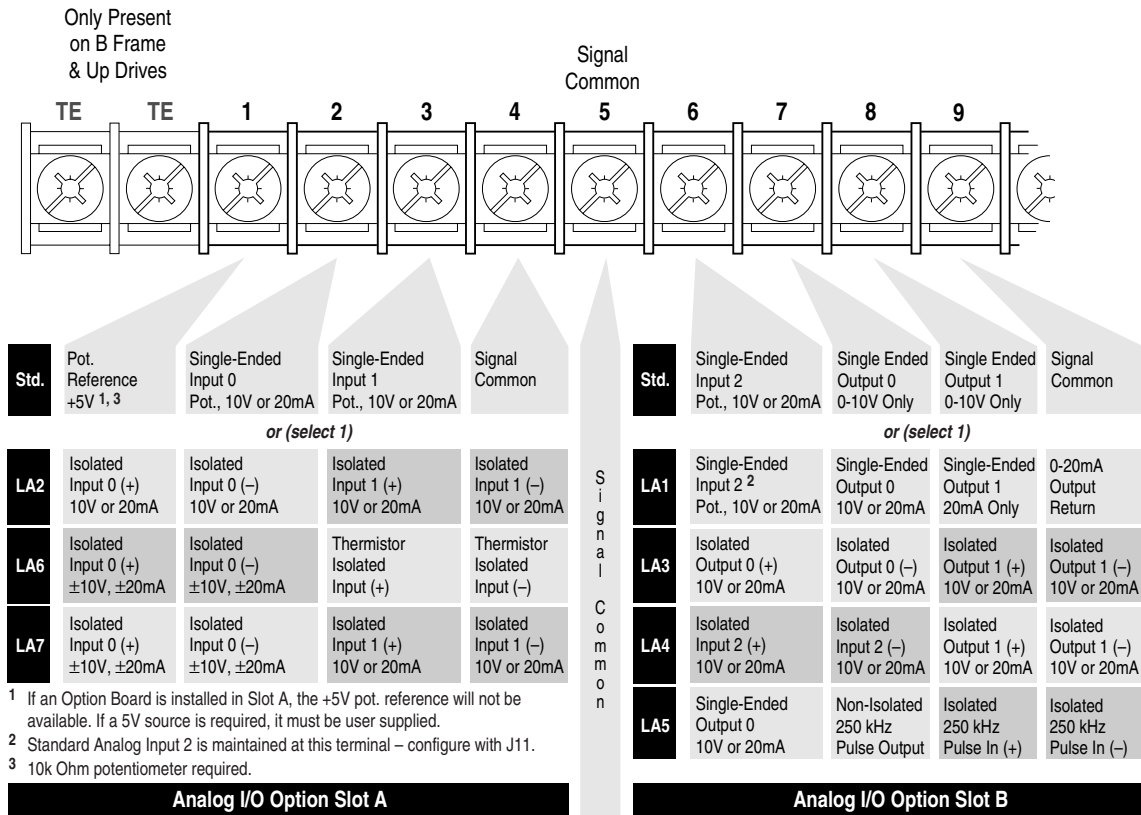 Only Present
on B Frame
& Up Drives
Signal
Common
TE TE 1 2 3 4 5 6 7 8 9
Std.
Pot.
Reference
+5V 1, 3
Single-Ended
Input 0
Pot., 10V or 20mA
Single-Ended
Input 1
Pot., 10V or 20mA
Signal
Common
or (select 1)
LA2
Isolated
Input 0 (+)
10V or 20mA
Isolated
Input 0 (–)
10V or 20mA
Isolated
Input 1 (+)
10V or 20mA
Isolated
Input 1 (–)
10V or 20mA
LA6
Isolated
Input 0 (+)
±10V, ±20mA
Isolated
Input 0 (–)
±10V, ±20mA
Thermistor
Isolated
Input (+)
Thermistor
Isolated
Input (–)
LA7
Isolated
Input 0 (+)
±10V, ±20mA
Isolated
Input 0 (–)
±10V, ±20mA
Isolated
Input 1 (+)
10V or 20mA
Isolated
Input 1 (–)
10V or 20mA
1 If an Option Board is installed in Slot A, the +5V pot. reference will not be
available. If a 5V source is required, it must be user supplied.
2 Standard Analog Input 2 is maintained at this terminal – configure with J11.
3 10k Ohm potentiometer required.
Analog I/O Option Slot A
Signal Common
Std.
Single-Ended
Input 2
Pot., 10V or 20mA
Single Ended
Output 0
0-10V Only
Single Ended
Output 1
0-10V Only
Signal
Common
or (select 1)
LA1
Single-Ended
Input 2 2
Pot., 10V or 20mA
Single-Ended
Output 0
10V or 20mA
Single-Ended
Output 1
20mA Only
0-20mA
Output
Return
LA3
Isolated
Output 0 (+)
10V or 20mA
Isolated
Output 0 (–)
10V or 20mA
Isolated
Output 1 (+)
10V or 20mA
Isolated
Output 1 (–)
10V or 20mA
LA4
Isolated
Input 2 (+)
10V or 20mA
Isolated
Input 2 (–)
10V or 20mA
Isolated
Output 1 (+)
10V or 20mA
Isolated
Output 1 (–)
10V or 20mA
LA5
Single-Ended
Output 0
10V or 20mA
Non-Isolated
250 kHz
Pulse Output
Isolated
250 kHz
Pulse In (+)
Isolated
250 kHz
Pulse In (–)
Analog I/O Option Slot B